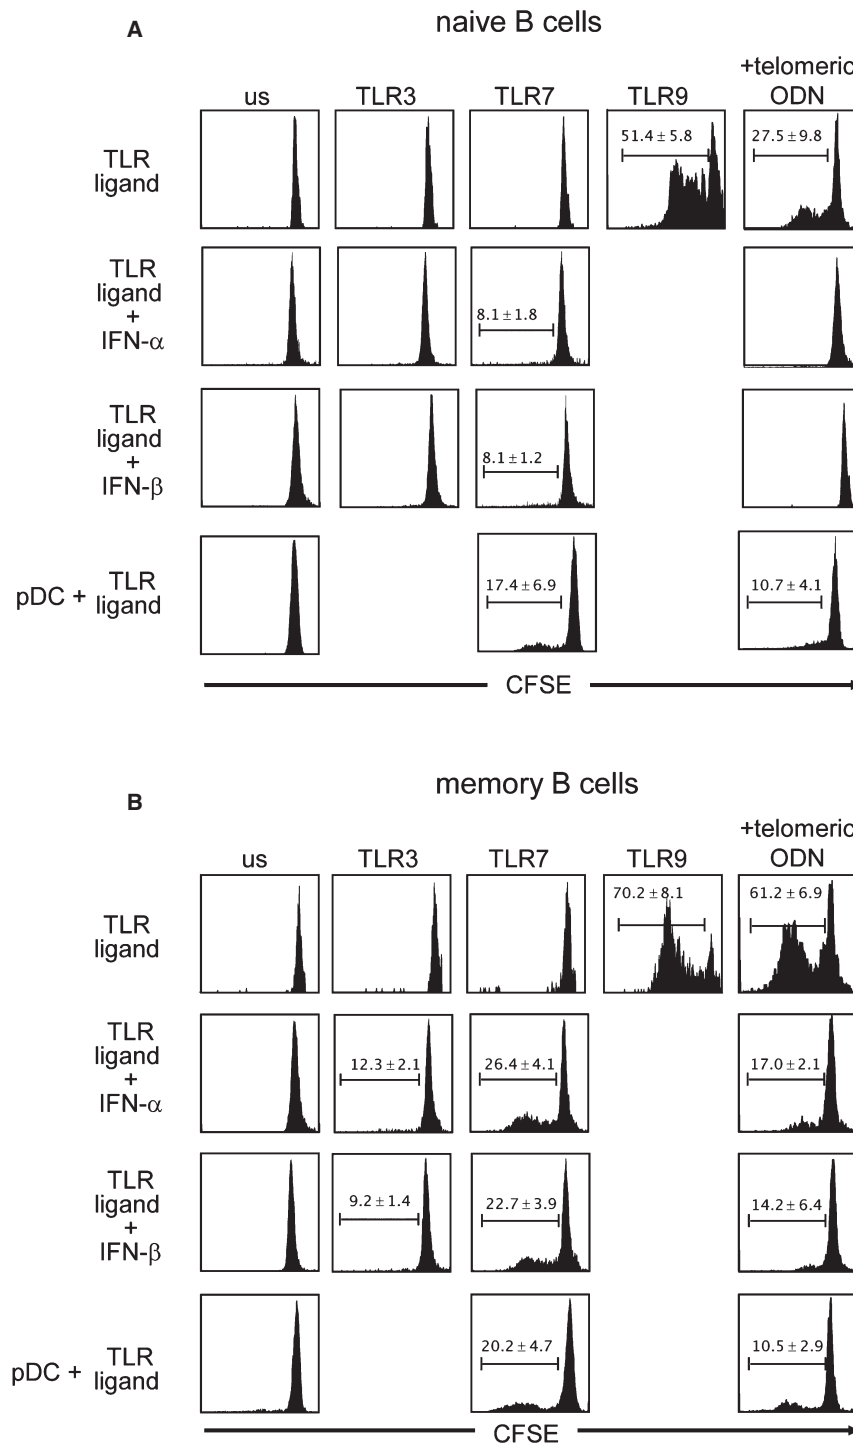 A
naive B cells
+telomeric
us TLR3 TLR7 TLR9 ODN
TLR
ligand
51.4±5.8
27.5±9.8
TLR
ligand
+
IFN-α
8.1±1.8
TLR
ligand
+
IFN-β
8.1±1.2
pDC + TLR
ligand
17.4±6.9
10.7±4.1
CFSE
B
memory B cells
+telomeric
us TLR3 TLR7 TLR9 ODN
TLR
ligand
70.2±8.1
61.2±6.9
TLR
ligand
+
IFN-α
12.3±2.1
26.4±4.1
17.0±2.1
TLR
ligand
+
IFN-β
9.2±1.4
22.7±3.9
14.2±6.4
pDC + TLR
ligand
20.2±4.7
10.5±2.9
CFSE